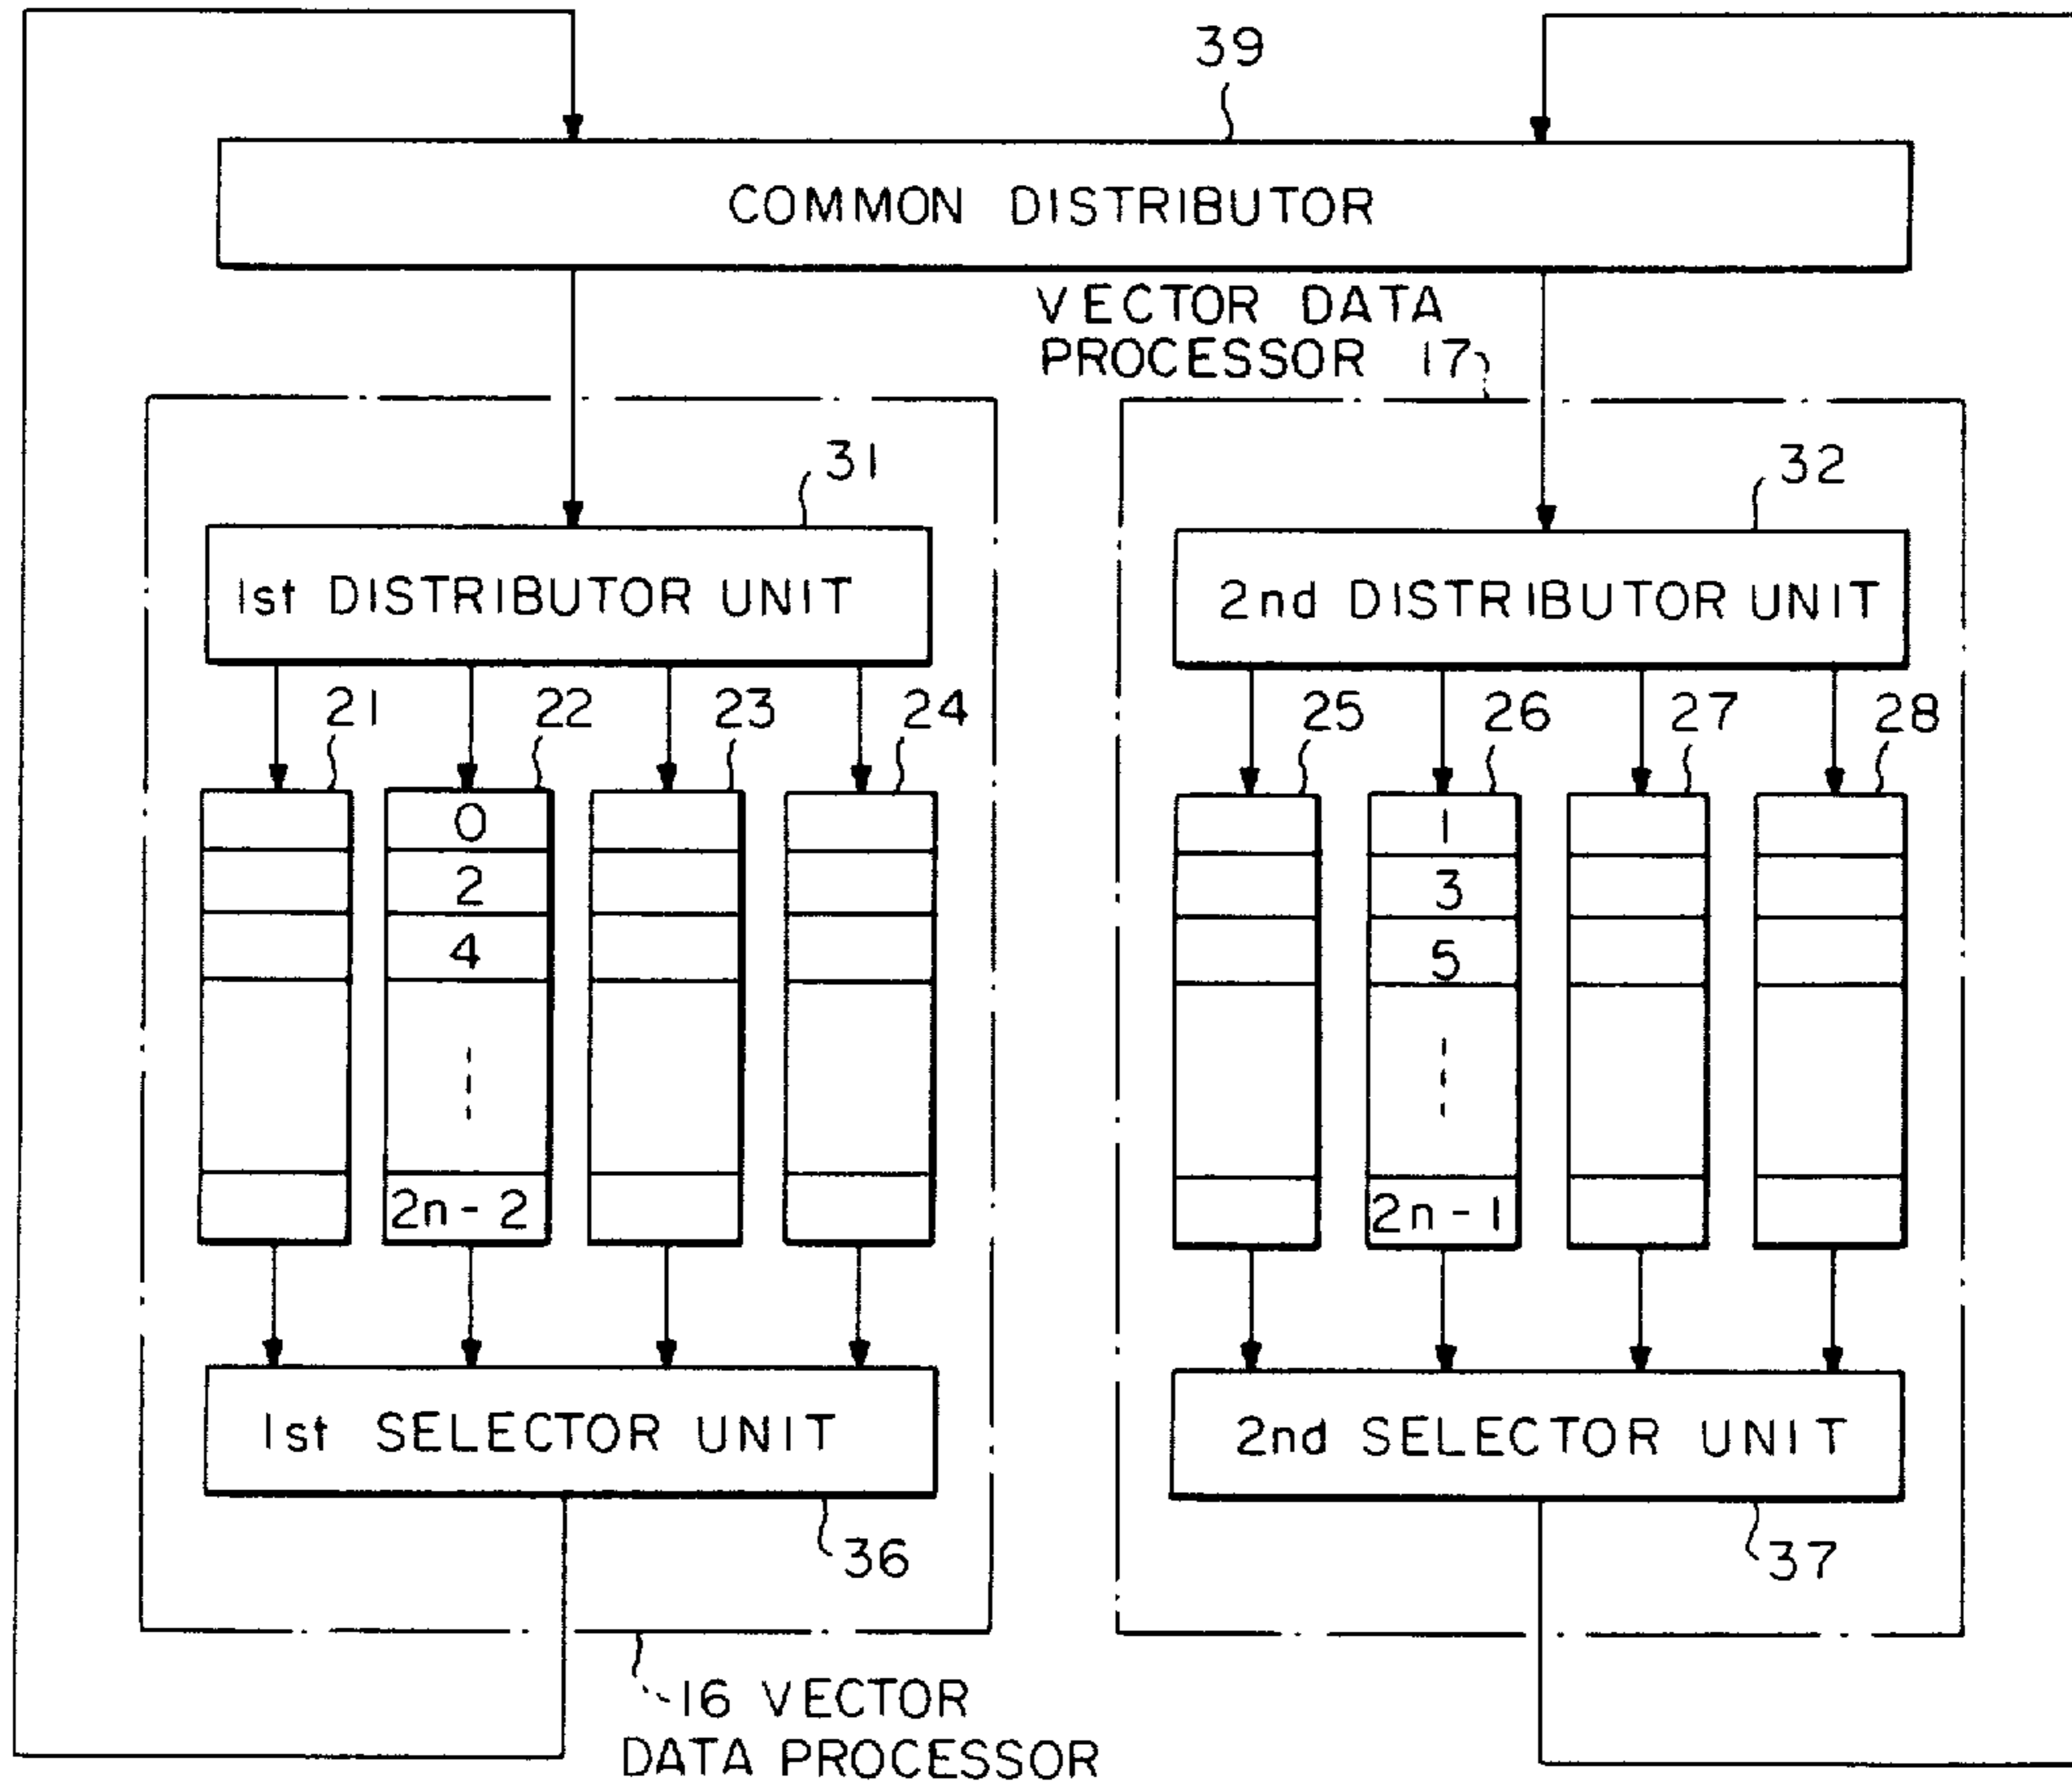 39
COMMON DISTRIBUTOR
VECTOR DATA
PROCESSOR 17
31
32
1st DISTRIBUTOR UNIT
2nd DISTRIBUTOR UNIT
21 22 23 24
25 26 27 28
0
2
4
2n-2
1
3
5
2n-1
1st SELECTOR UNIT
2nd SELECTOR UNIT
36
37
16 VECTOR
DATA PROCESSOR